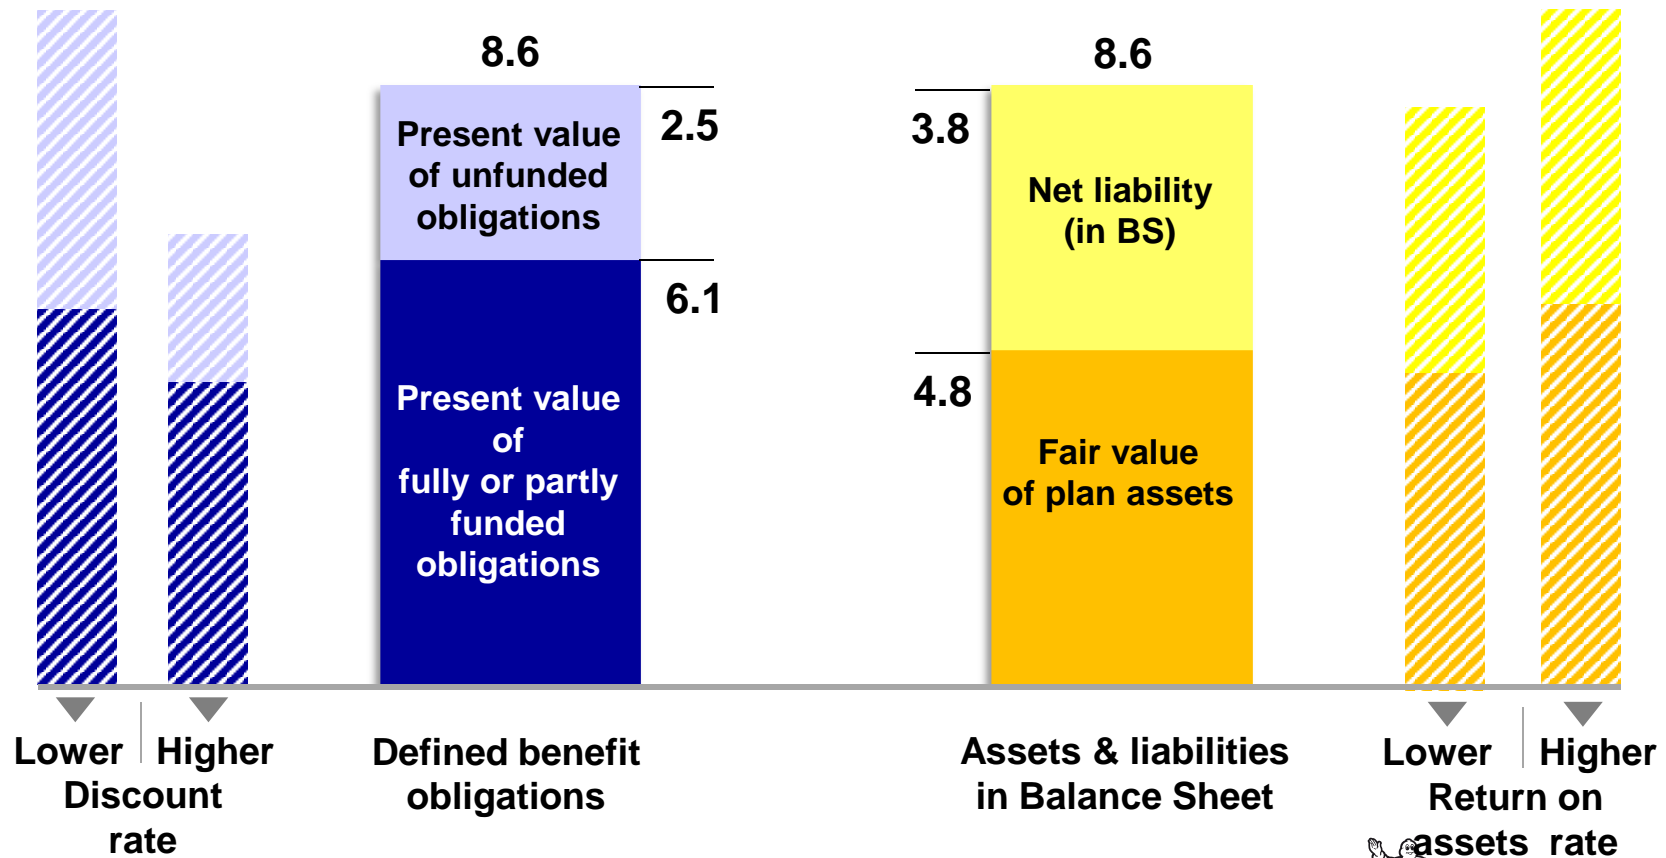 8.6
Present value
of unfunded
obligations
2.5
6.1
Present value
of
fully or partly
funded
obligations
8.6
3.8
Net liability
(in BS)
4.8
Fair value
of plan assets
Lower
Higher
Discount
rate
Defined benefit
obligations
Assets & liabilities
in Balance Sheet
Lower
Higher
Return on
assets rate